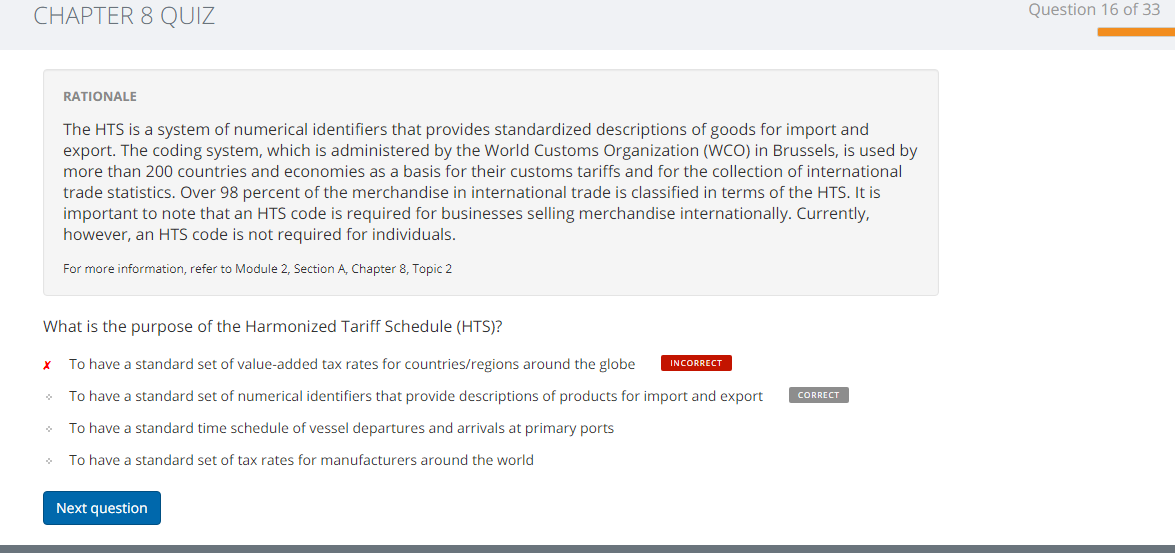 CHAPTER 8 QUIZ
Question 16 of 33
RATIONALE
The HTS is a system of numerical identifiers that provides standardized descriptions of goods for import and
export. The coding system, which is administered by the World Customs Organization (WCO) in Brussels, is used by
more than 200 countries and economies as a basis for their customs tariffs and for the collection of international
trade statistics. Over 98 percent of the merchandise in international trade is classified in terms of the HTS. It is
important to note that an HTS code is required for businesses selling merchandise internationally. Currently,
however, an HTS code is not required for individuals.
For more information, refer to Module 2, Section A, Chapter 8, Topic 2
What is the purpose of the Harmonized Tariff Schedule (HTS)?
✗ To have a standard set of value-added tax rates for countries/regions around the globe INCORRECT
To have a standard set of numerical identifiers that provide descriptions of products for import and export CORRECT
To have a standard time schedule of vessel departures and arrivals at primary ports
To have a standard set of tax rates for manufacturers around the world
Next question